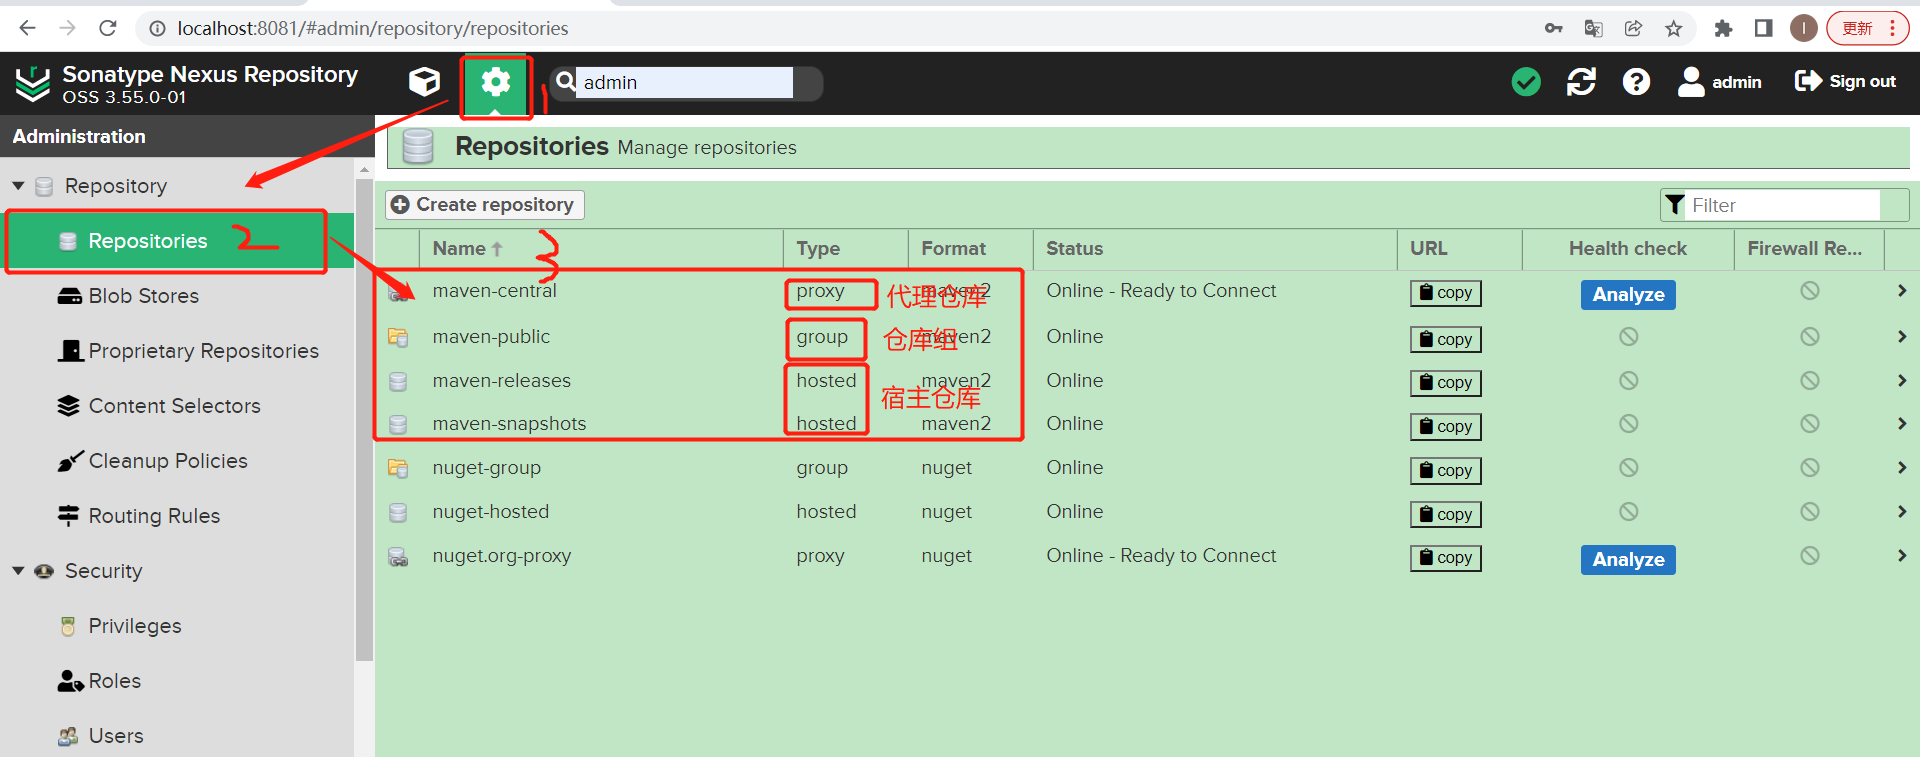 localhost:8081/#admin/repository/repositories
更新
Sonatype Nexus Repository
OSS 3.55.0-01
1
admin
admin
Sign out
Administration
Repositories Manage repositories
Repository
Create repository
Filter
Repositories 2
Name 3 Type Format Status URL Health check Firewall Re...
maven-central proxy 代理仓库 maven2 Online - Ready to Connect copy Analyze
Blob Stores
maven-public group 仓库组 maven2 Online copy
Proprietary Repositories
maven-releases hosted maven2 Online copy
宿主仓库
Content Selectors
maven-snapshots hosted maven2 Online copy
Cleanup Policies
nuget-group group nuget Online copy
Routing Rules
nuget-hosted hosted nuget Online copy
nuget.org-proxy proxy nuget Online - Ready to Connect copy Analyze
Security
Privileges
Roles
Users